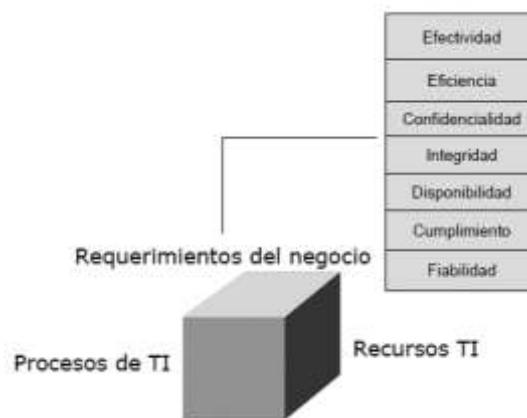 Efectividad
Eficiencia
Confidencialidad
Integridad
Disponibilidad
Cumplimiento
Fiabilidad
Requerimientos del negocio
Procesos de TI
Recursos TI